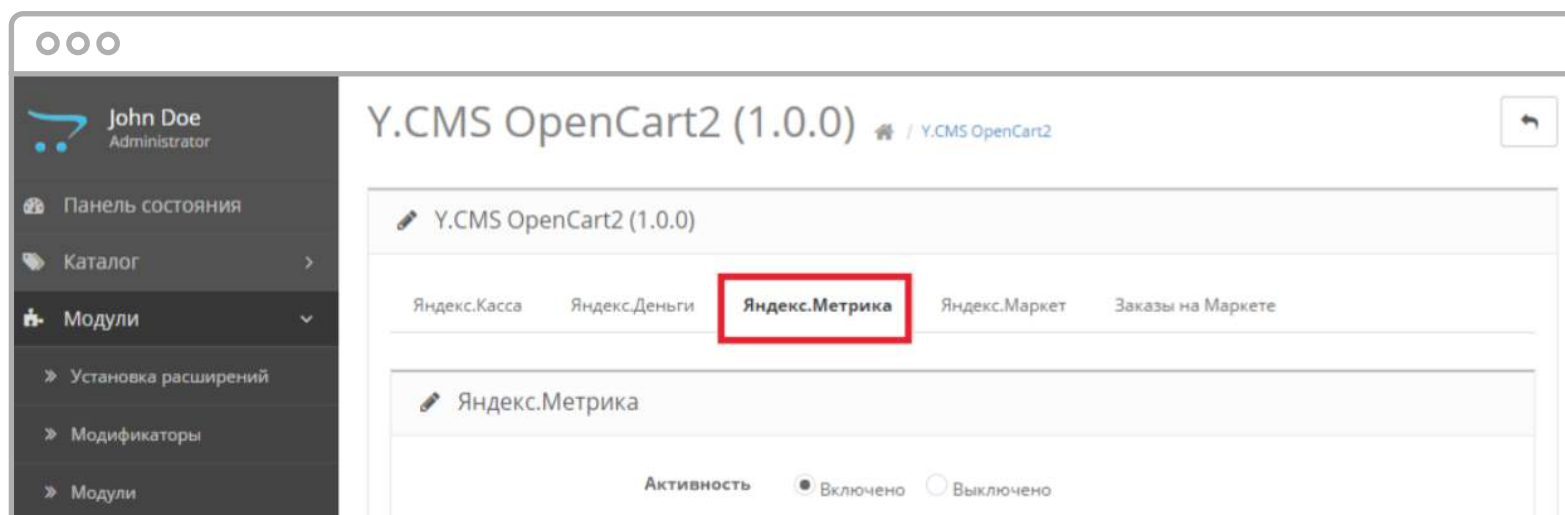 John Doe
Administrator
Панель состояния
Каталог
Модули
Установка расширений
Модификаторы
Модули
Y.CMS OpenCart2 (1.0.0) / Y.CMS OpenCart2
Y.CMS OpenCart2 (1.0.0)
Яндекс.Касса Яндекс.Деньги Яндекс.Метрика Яндекс.Маркет Заказы на Маркете
Яндекс.Метрика
Активность Включено Выключено